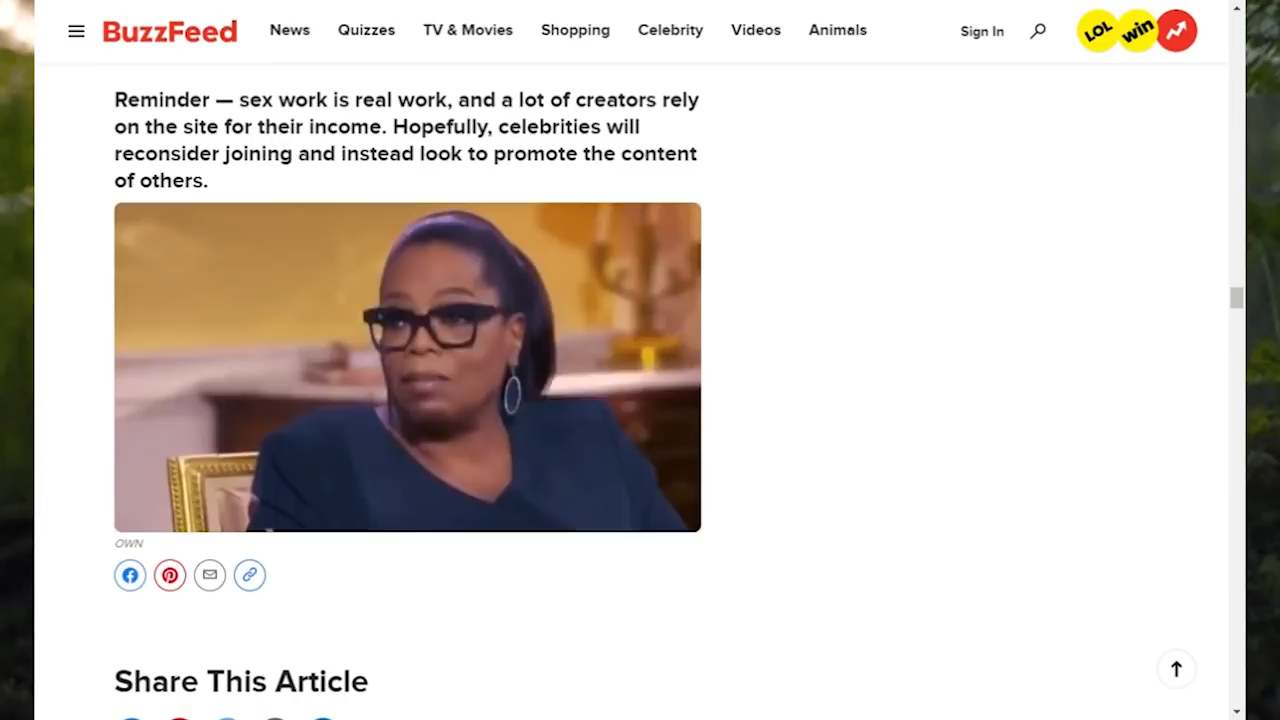 BuzzFeed
News
Quizzes
TV & Movies
Shopping
Celebrity
Videos
Animals
Sign In
LOL
win
Reminder — sex work is real work, and a lot of creators rely
on the site for their income. Hopefully, celebrities will
reconsider joining and instead look to promote the content
of others.
OWN
Share This Article